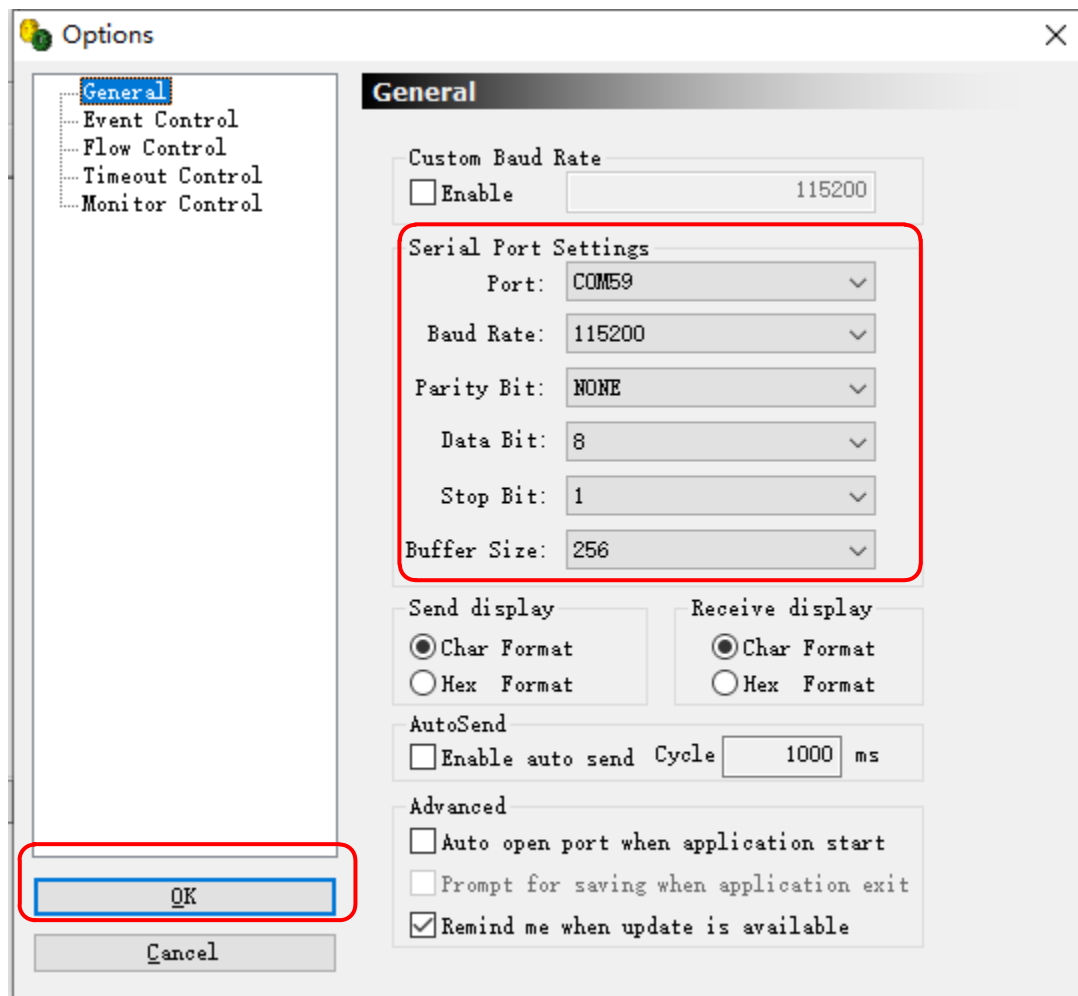 Options
General
Event Control
Flow Control
Timeout Control
Monitor Control
OK
Cancel
General
Custom Baud Rate
Enable 115200
Serial Port Settings
Port: COM59
Baud Rate: 115200
Parity Bit: NONE
Data Bit: 8
Stop Bit: 1
Buffer Size: 256
Send display
Char Format
Hex Format
Receive display
Char Format
Hex Format
AutoSend
Enable auto send Cycle 1000 ms
Advanced
Auto open port when application start
Prompt for saving when application exit
Remind me when update is available